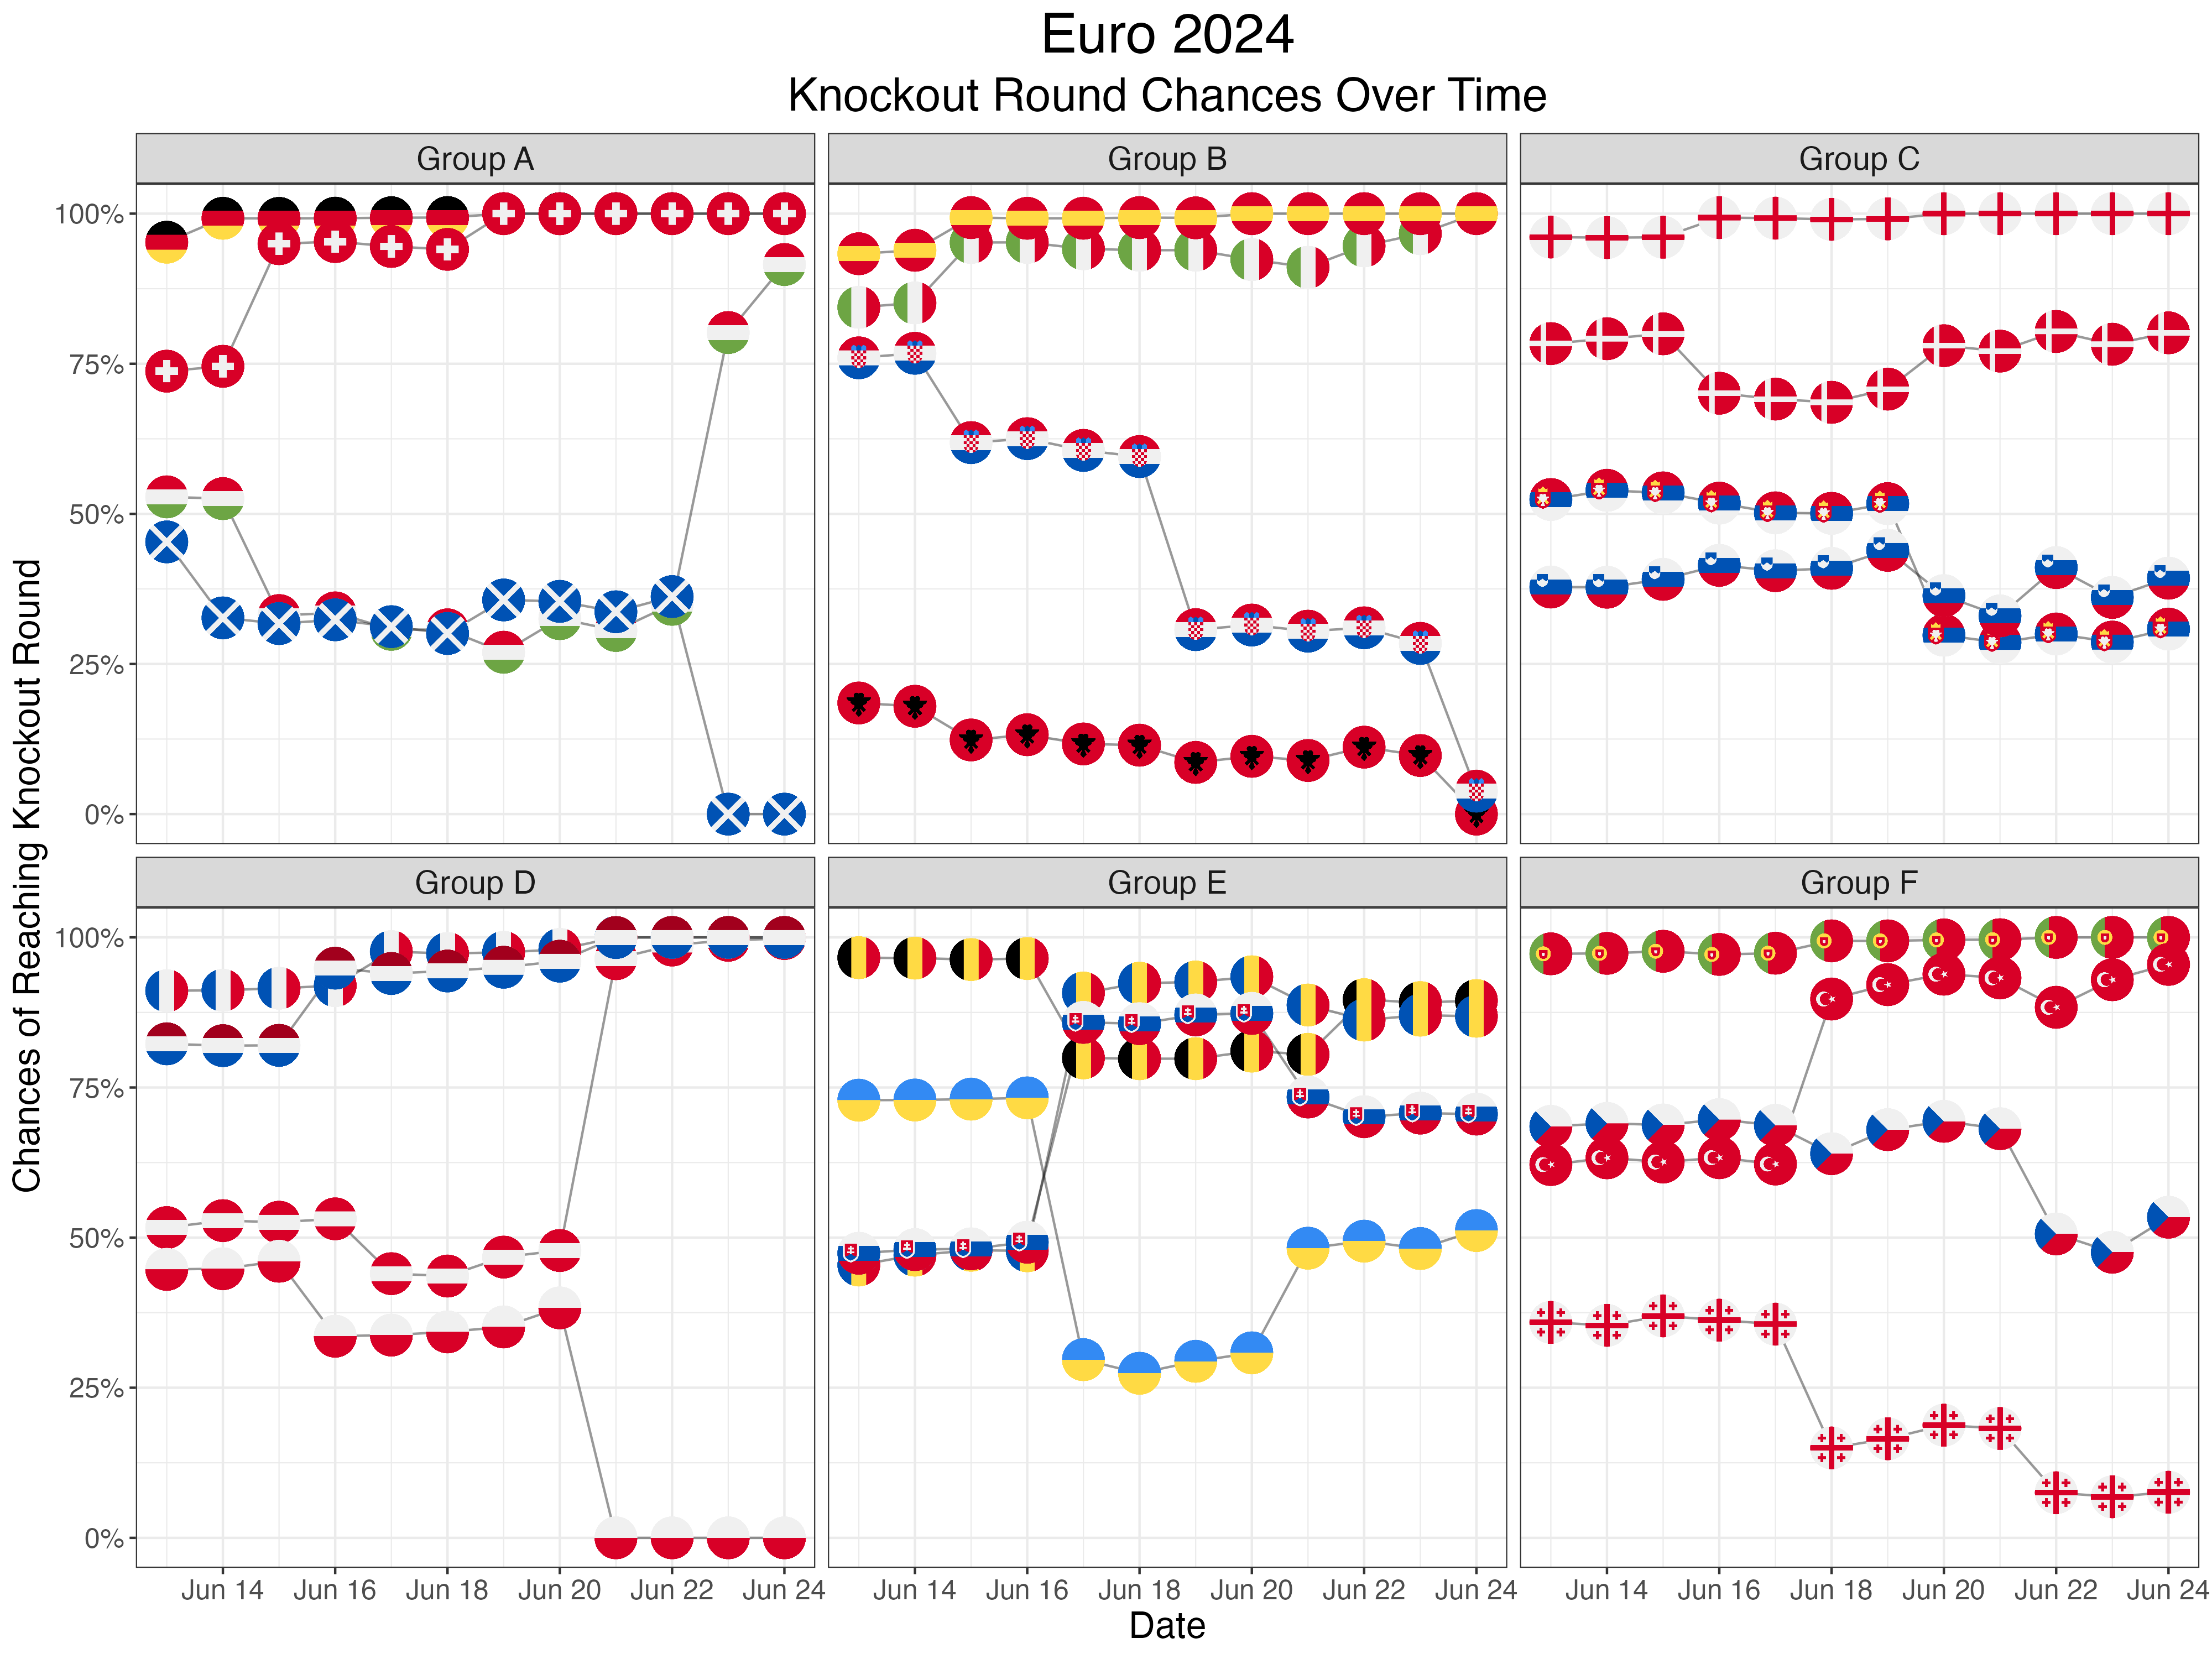 Euro 2024
Knockout Round Chances Over Time
Group A
Group B
Group C
100%
75%
50%
25%
0%
Group D
Group E
Group F
100%
75%
50%
25%
0%
Chances of Reaching Knockout Round
Jun 14 Jun 16 Jun 18 Jun 20 Jun 22 Jun 24
Jun 14 Jun 16 Jun 18 Jun 20 Jun 22 Jun 24
Jun 14 Jun 16 Jun 18 Jun 20 Jun 22 Jun 24
Date